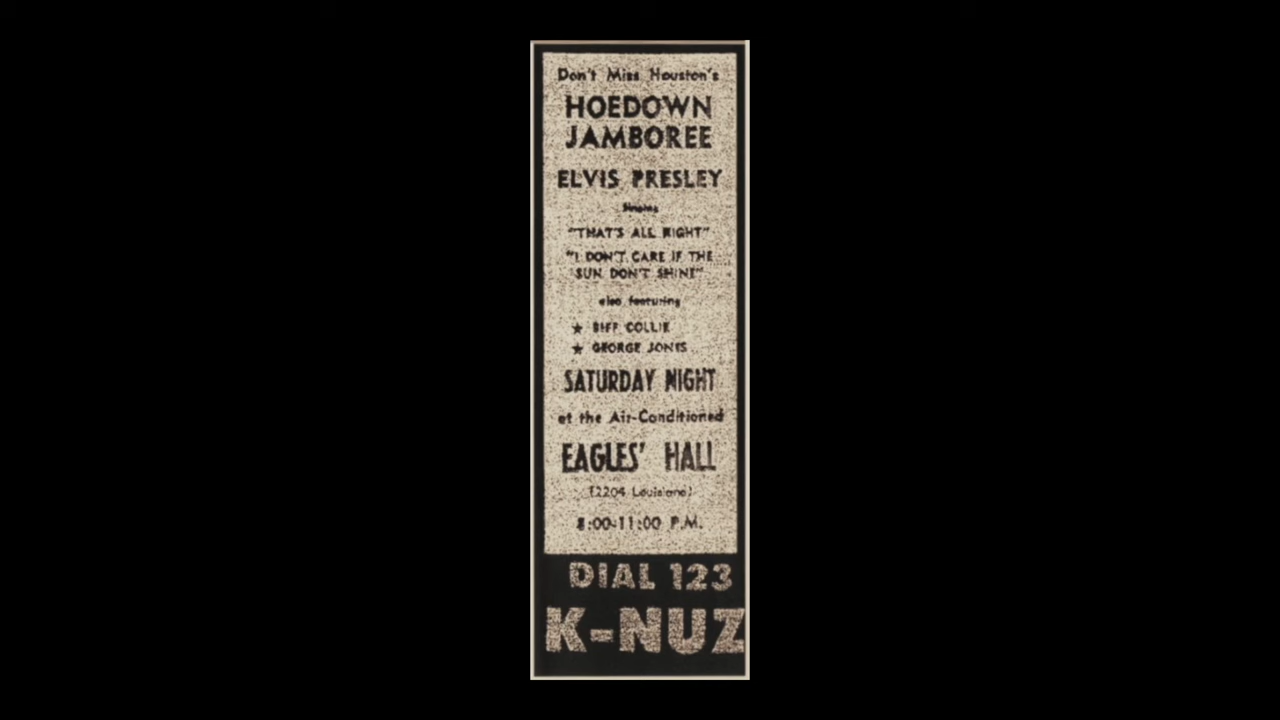 Don't Miss Houston's
HOEDOWN
JAMBOREE
ELVIS PRESLEY
Singing
"THAT'S ALL RIGHT"
"I DON'T CARE IF THE
SUN DON'T SHINE"
also featuring
★ BIFF COLLIE
★ GEORGE JONES
SATURDAY NIGHT
at the Air-Conditioned
EAGLES' HALL
(2204 Louisiana)
8:00-11:00 P.M.
DIAL 123
K-NUZ